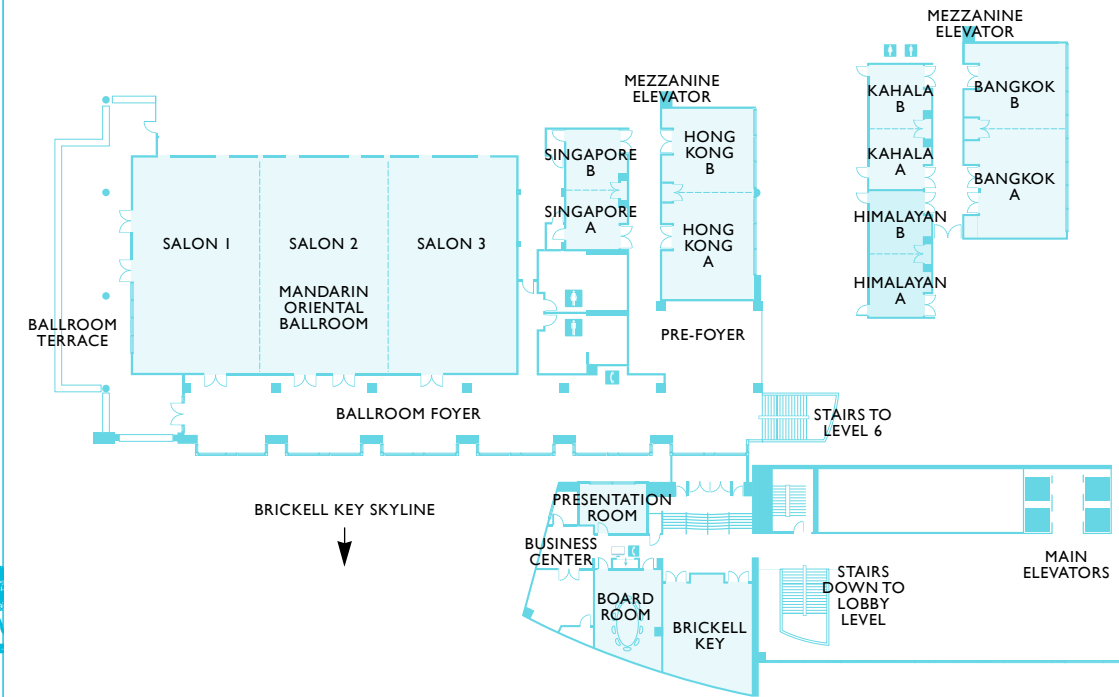 MEZZANINE
ELEVATOR
KAHALA
B
BANGKOK
B
MEZZANINE
ELEVATOR
HONG
KONG
B
SINGAPORE
B
KAHALA
A
BANGKOK
A
SINGAPORE
A
HIMALAYAN
B
SALON 1
SALON 2
SALON 3
HONG
KONG
A
MANDARIN
ORIENTAL
BALLROOM
HIMALAYAN
A
BALLROOM
TERRACE
PRE-FOYER
BALLROOM FOYER
STAIRS TO
LEVEL 6
PRESENTATION
ROOM
BRICKELL KEY SKYLINE
BUSINESS
CENTER
MAIN
ELEVATORS
STAIRS
DOWN TO
LOBBY
LEVEL
BOARD
ROOM
BRICKELL
KEY